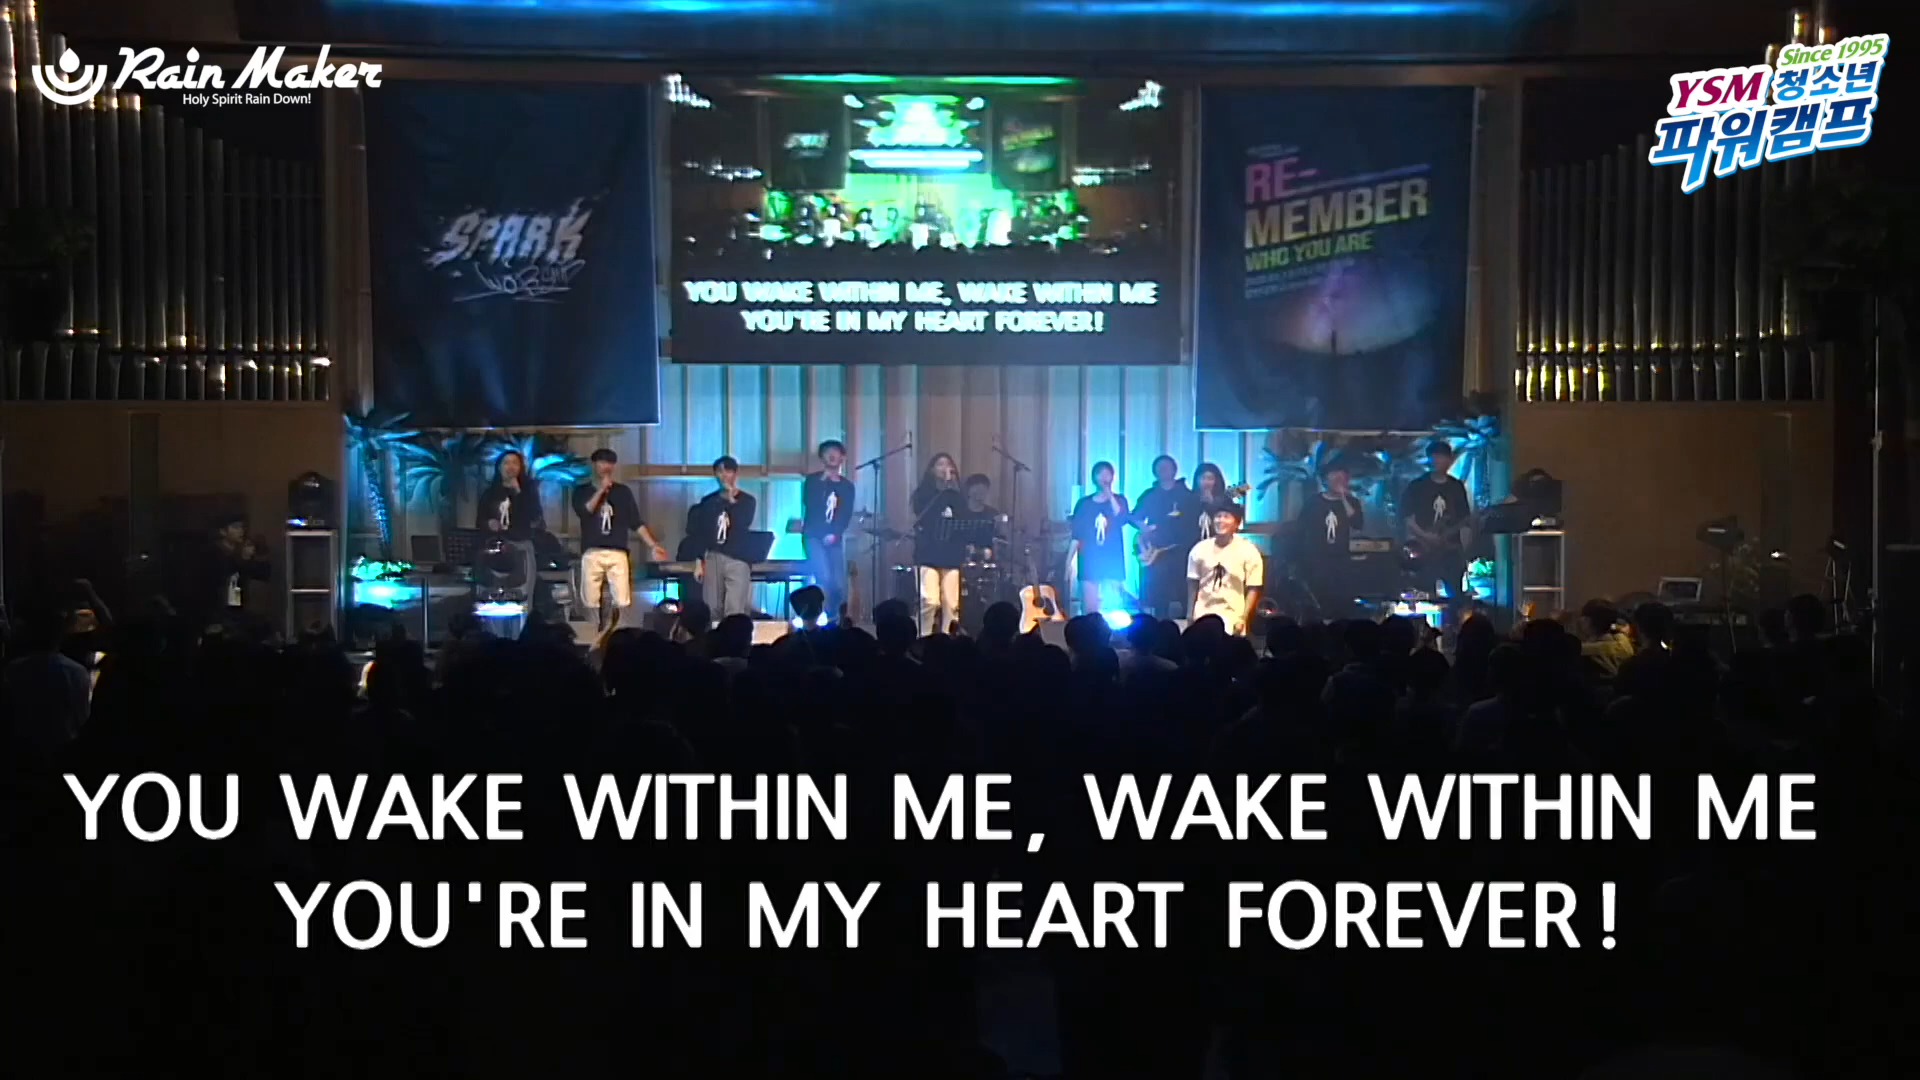 Rain Maker
Holy Spirit Rain Down!
Since 1995
YSM 청소년
파워캠프
SPARK
WORSHIP
YOU WAKE WITHIN ME, WAKE WITHIN ME
YOU'RE IN MY HEART FOREVER!
RE-
MEMBER
WHO YOU ARE
YOU WAKE WITHIN ME, WAKE WITHIN ME
YOU'RE IN MY HEART FOREVER!